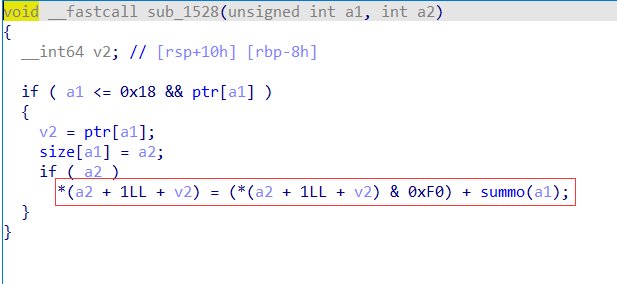 void __fastcall sub_1528(unsigned int a1, int a2)
{
  __int64 v2; // [rsp+10h] [rbp-8h]
  if ( a1 <= 0x18 && ptr[a1] )
  {
    v2 = ptr[a1];
    size[a1] = a2;
    if ( a2 )
      *(a2 + 1LL + v2) = (*(a2 + 1LL + v2) & 0xF0) + summo(a1);
  }
}